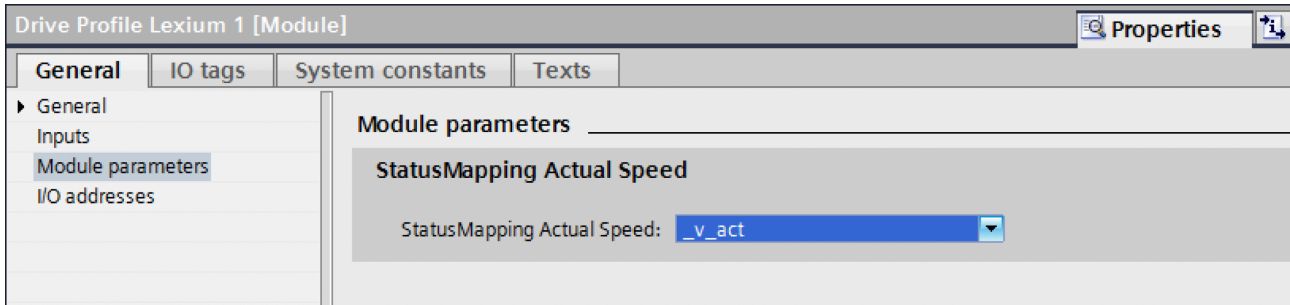 Drive Profile Lexium 1 [Module]
Properties
General IO tags System constants Texts
General
Inputs
Module parameters
I/O addresses
Module parameters
StatusMapping Actual Speed
StatusMapping Actual Speed: _v_act